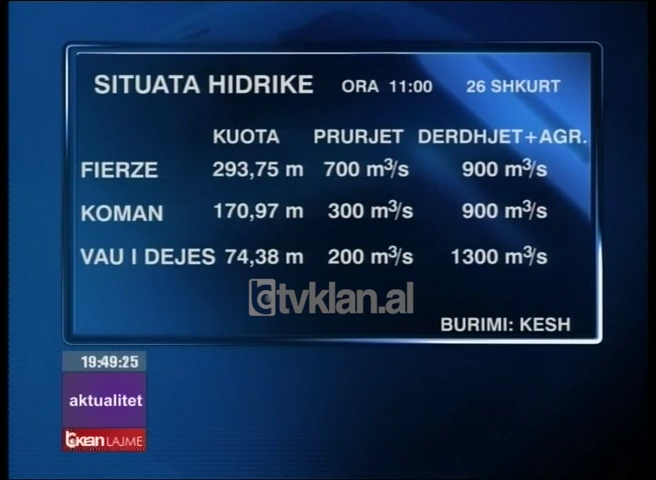 SITUATA HIDRIKE ORA 11:00 26 SHKURT
KUOTA PRURJET DERDHJET+AGR.
FIERZE 293,75 m 700 m³/s 900 m³/s
KOMAN 170,97 m 300 m³/s 900 m³/s
VAU I DEJES 74,38 m 200 m³/s 1300 m³/s
tvklan.al
BURIMI: KESH
19:49:25
aktualitet
klan LAJME